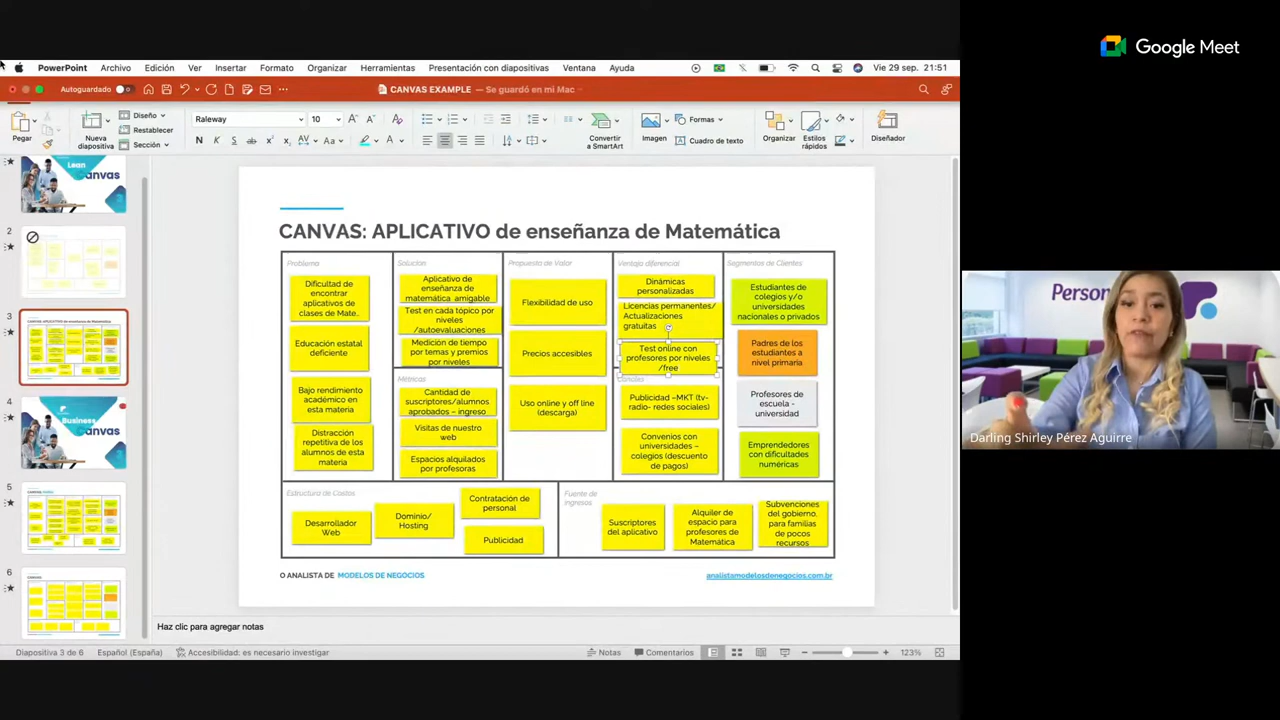 Google Meet
PowerPoint Archivo Edición Ver Insertar Formato Organizar Herramientas Presentación con diapositivas Ventana Ayuda Vie 29 sep. 21:51
Autoguardado CANVAS EXAMPLE — Se guardó en mi Mac
Pegar
Nueva
diapositiva
Diseño
Restablecer
Sección
Raleway 10
Convertir
a SmartArt
Imagen
Formas
Cuadro de texto
Organizar
Estilos
rápidos
Diseñador
Lean
Canvas
2
3
4
Business
Canvas
5
6
CANVAS: APLICATIVO de enseñanza de Matemática
Problema
Dificultad de
encontrar
aplicativos de
clases de Mate..
Educación estatal
deficiente
Bajo rendimiento
académico en
esta materia
Distracción
repetitiva de los
alumnos de esta
materia
Solucion
Aplicativo de
enseñanza de
matemática amigable
Test en cada tópico por
niveles
/autoevaluaciones
Medición de tiempo
por temas y premios
por niveles
Métricas
Cantidad de
suscriptores/alumnos
aprobados – ingreso
Visitas de nuestro
web
Espacios alquilados
por profesoras
Propuesta de Valor
Flexibilidad de uso
Precios accesibles
Uso online y off line
(descarga)
Ventaja diferencial
Dinámicas
personalizadas
Licencias permanentes/
Actualizaciones
gratuitas
Test online con
profesores por niveles
/free
Canales
Publicidad –MKT (tv-
radio- redes sociales)
Convenios con
universidades –
colegios (descuento
de pagos)
Segmentos de Clientes
Estudiantes de
colegios y/o
universidades
nacionales o privados
Padres de los
estudiantes a
nivel primaria
Profesores de
escuela -
universidad
Emprendedores
con dificultades
numéricas
Estructura de Costos
Desarrollador
Web
Dominio/
Hosting
Contratación de
personal
Publicidad
Fuente de
ingresos
Suscriptores
del aplicativo
Alquiler de
espacio para
profesores de
Matemática
Subvenciones
del gobierno,
para familias
de pocos
recursos
O ANALISTA DE MODELOS DE NEGOCIOS
analistamodelosdenegocios.com.br
Haz clic para agregar notas
Diapositiva 3 de 6 Español (España) Accesibilidad: es necesario investigar Notas Comentarios 123%
Person
Darling Shirley Pérez Aguirre